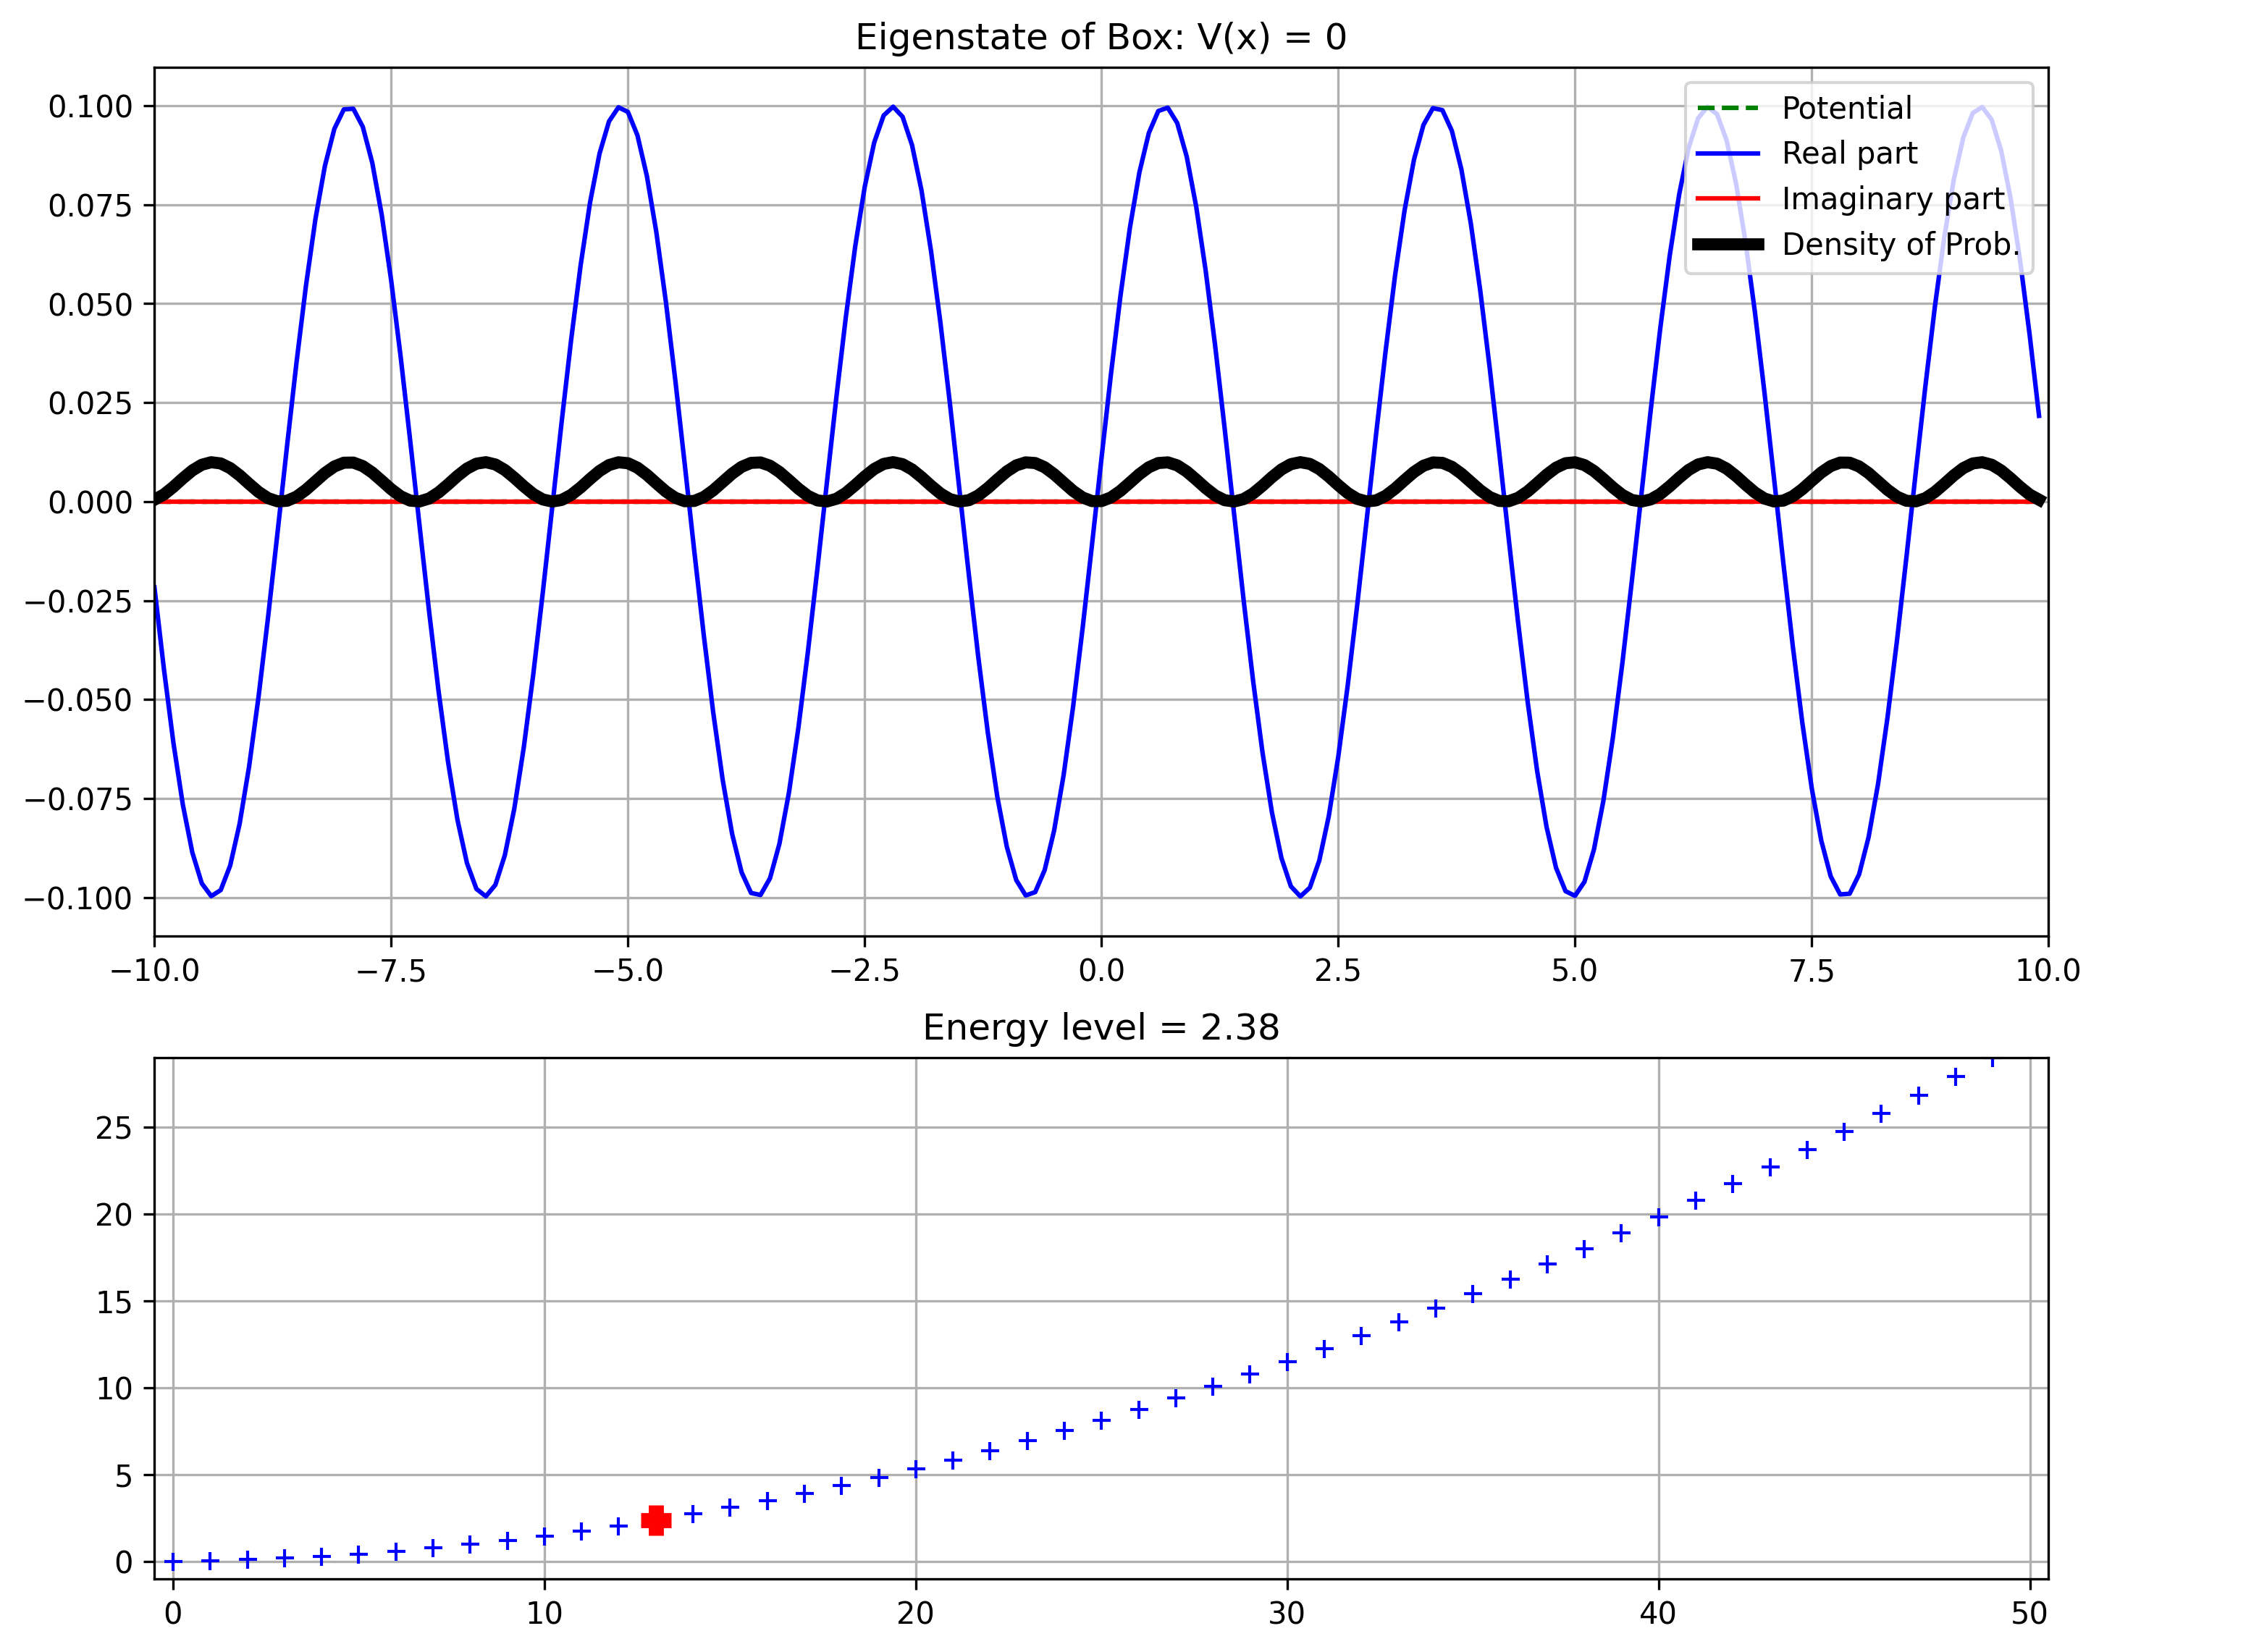 Eigenstate of Box: V(x) = 0
0.100
0.075
0.050
0.025
0.000
−0.025
−0.050
−0.075
−0.100
Potential
Real part
Imaginary part
Density of Prob.
−10.0 −7.5 −5.0 −2.5 0.0 2.5 5.0 7.5 10.0
Energy level = 2.38
25
20
15
10
5
0
0 10 20 30 40 50